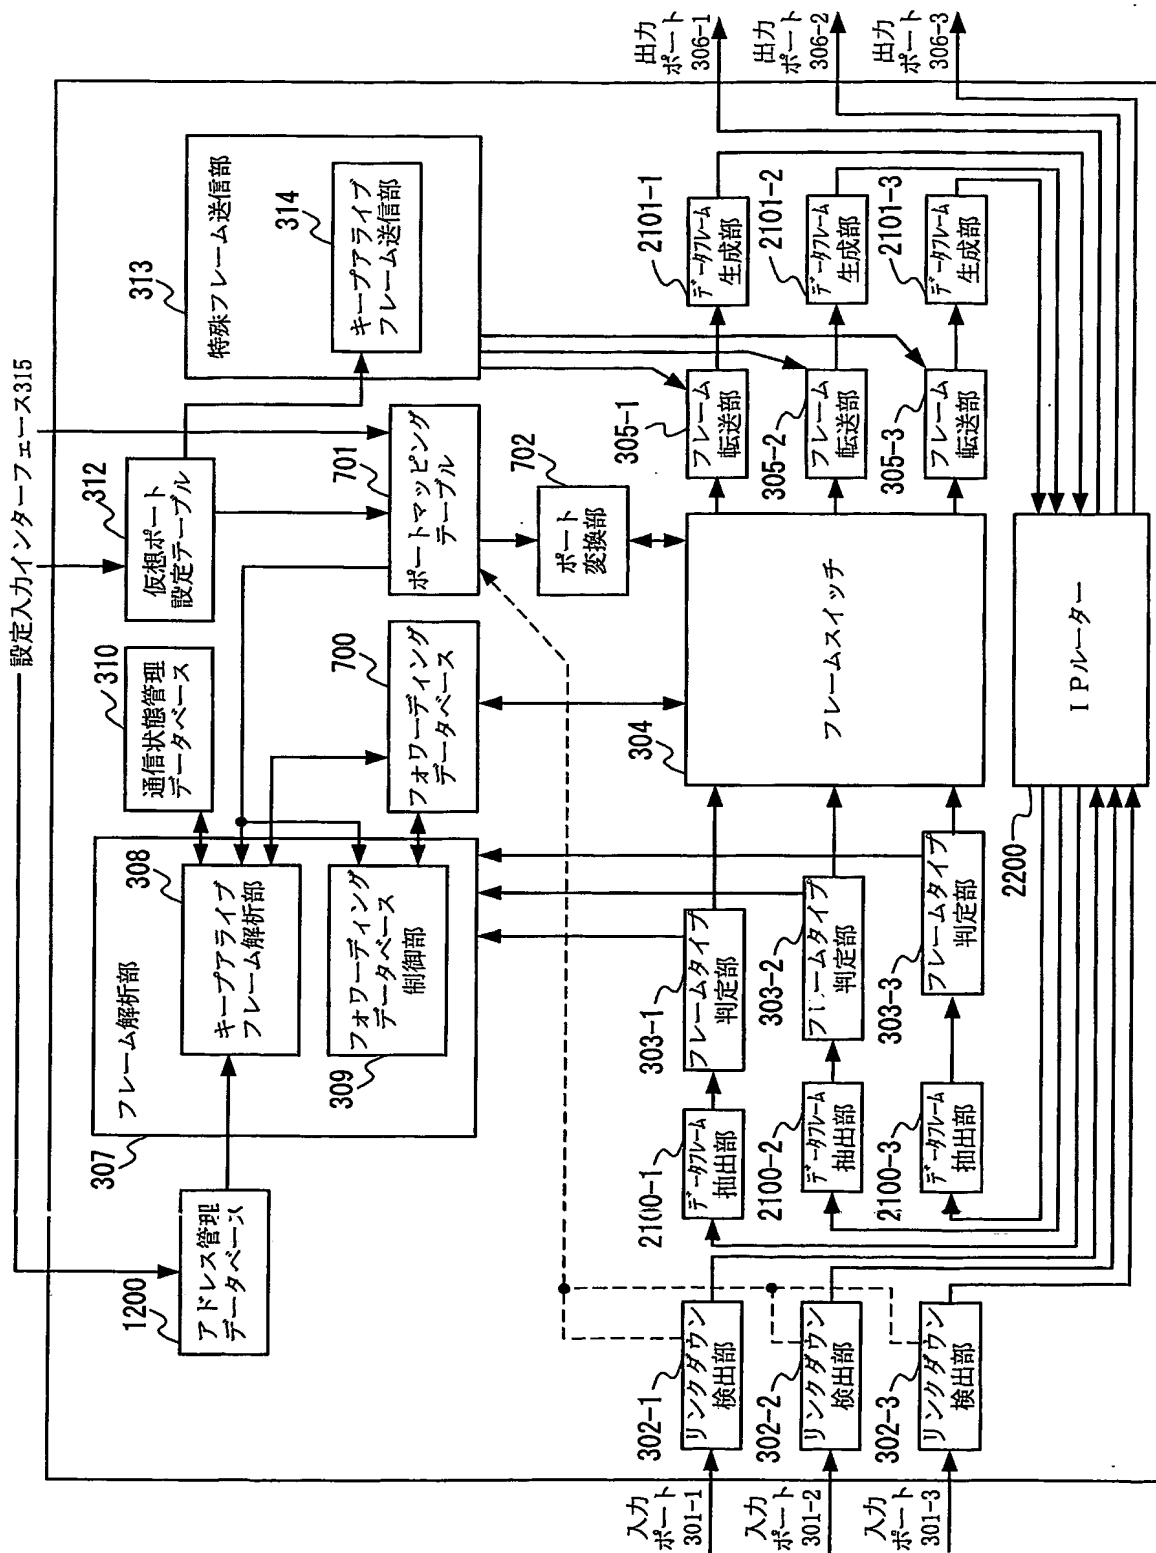 設定入力インターフェース315
1200
アドレス管理
データベース
307
フレーム解析部
308
キープアライブ
フレーム解析部
309
フォワーディング
データベース
制御部
310
通信状態管理
データベース
312
仮想ポート
設定テーブル
313
特殊フレーム送信部
314
キープアライブ
フレーム送信部
700
フォワーディング
データベース
701
ポートマッピング
テーブル
702
ポート
変換部
入力
ポート
301-1
302-1
リンクダウン
検出部
2100-1
データフレーム
抽出部
303-1
フレームタイプ
判定部
304
フレームスイッチ
305-1
フレーム
転送部
2101-1
データフレーム
生成部
出力
ポート
306-1
入力
ポート
301-2
302-2
リンクダウン
検出部
2100-2
データフレーム
抽出部
303-2
フレームタイプ
判定部
305-2
フレーム
転送部
2101-2
データフレーム
生成部
出力
ポート
306-2
入力
ポート
301-3
302-3
リンクダウン
検出部
2100-3
データフレーム
抽出部
303-3
フレームタイプ
判定部
305-3
フレーム
転送部
2101-3
データフレーム
生成部
出力
ポート
306-3
2200
IPルーター